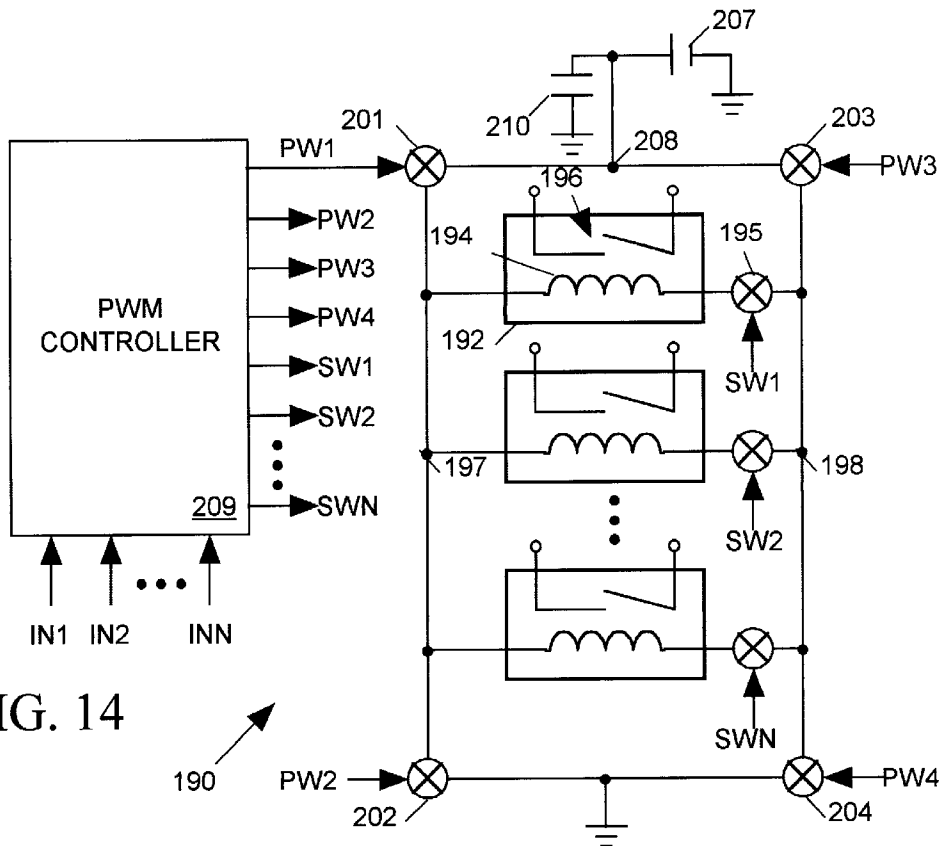 207
201
210
203
PW1
208
PW3
196
PW2
194
195
PW3
PWM
CONTROLLER
PW4
192
SW1
SW1
SW2
197
198
209
SWN
SW2
IN1 IN2 INN
IG. 14
SWN
190
PW2
PW4
202
204